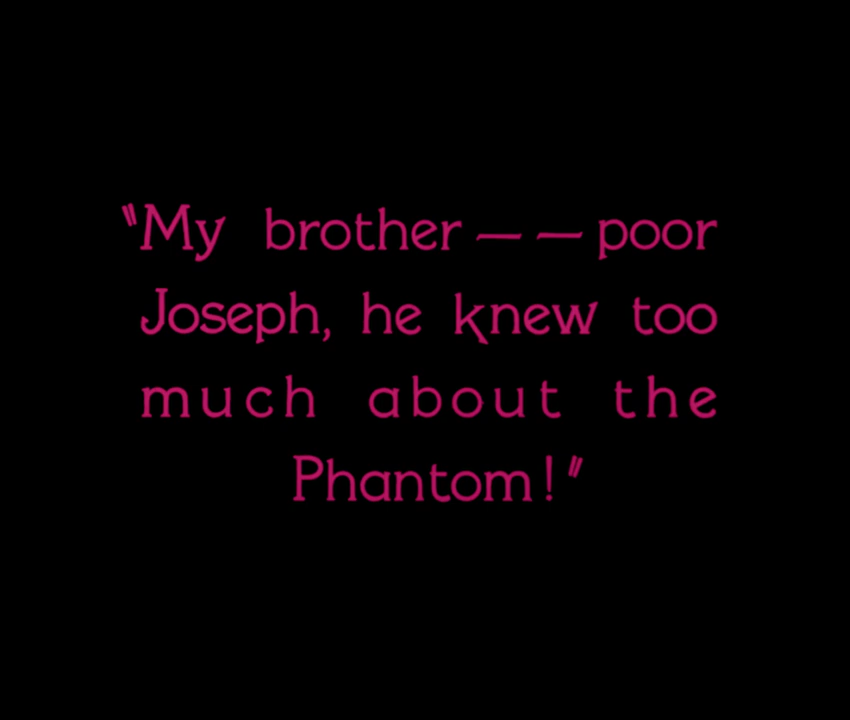 "My brother — — poor
Joseph, he knew too
much about the
Phantom!"